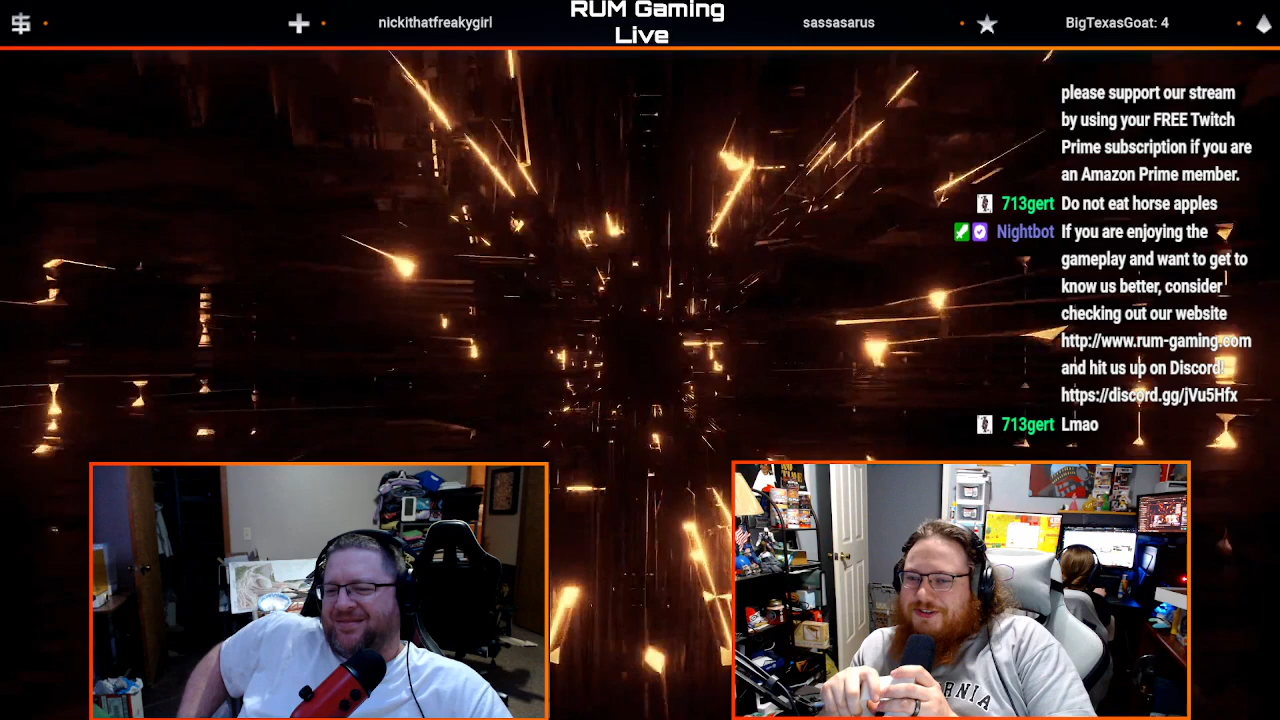 nickithatfreakygirl
RUM Gaming
Live
sassasarus
BigTexasGoat: 4
please support our stream
by using your FREE Twitch
Prime subscription if you are
an Amazon Prime member.
713gert Do not eat horse apples
Nightbot If you are enjoying the
gameplay and want to get to
know us better, consider
checking out our website
http://www.rum-gaming.com
and hit us up on Discord!
https://discord.gg/jVu5Hfx
713gert Lmao
RNIA